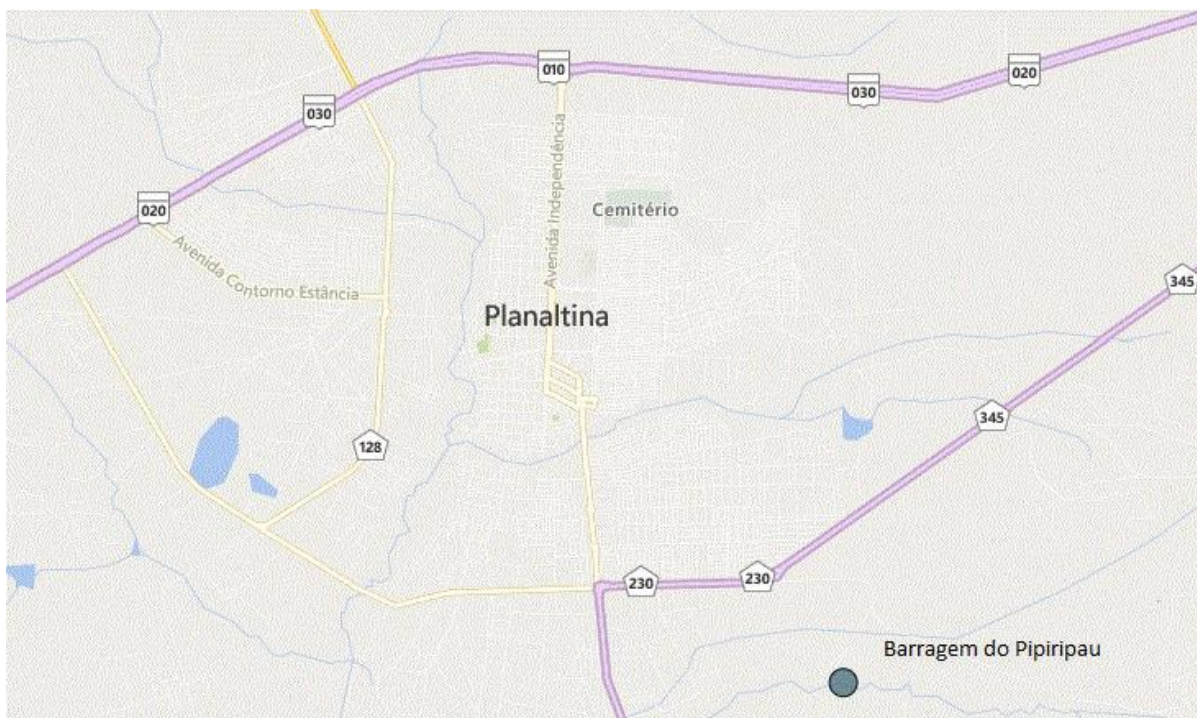 010
030
020
030
020
Avenida Independência
Cemitério
Avenida Contorno Estância
345
Planaltina
345
128
230
230
Barragem do Pipiripau